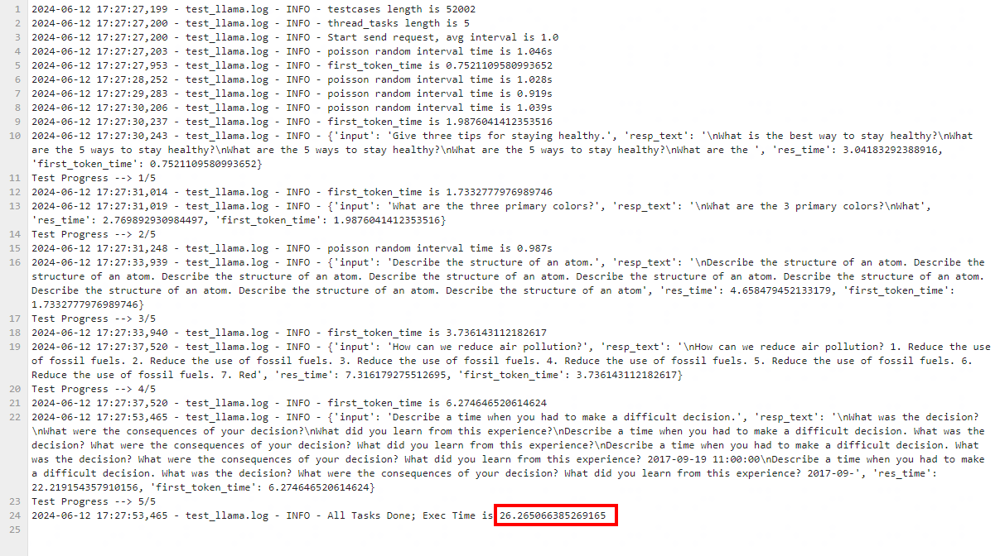 1 2024-06-12 17:27:27,199 - test_llama.log - INFO - testcases length is 52002
2 2024-06-12 17:27:27,200 - test_llama.log - INFO - thread_tasks length is 5
3 2024-06-12 17:27:27,200 - test_llama.log - INFO - Start send request, avg interval is 1.0
4 2024-06-12 17:27:27,203 - test_llama.log - INFO - poisson random interval time is 1.046s
5 2024-06-12 17:27:27,953 - test_llama.log - INFO - first_token_time is 0.7521109580993652
6 2024-06-12 17:27:28,252 - test_llama.log - INFO - poisson random interval time is 1.028s
7 2024-06-12 17:27:29,283 - test_llama.log - INFO - poisson random interval time is 0.919s
8 2024-06-12 17:27:30,206 - test_llama.log - INFO - poisson random interval time is 1.039s
9 2024-06-12 17:27:30,237 - test_llama.log - INFO - first_token_time is 1.9876041412353516
10 2024-06-12 17:27:30,243 - test_llama.log - INFO - {'input': 'Give three tips for staying healthy.', 'resp_text': '\nWhat is the best way to stay healthy?\nWhat
are the 5 ways to stay healthy?\nWhat are the 5 ways to stay healthy?\nWhat are the 5 ways to stay healthy?\nWhat are the ', 'res_time': 3.04183292388916,
'first_token_time': 0.7521109580993652}
11 Test Progress --> 1/5
12 2024-06-12 17:27:31,014 - test_llama.log - INFO - first_token_time is 1.7332777976989746
13 2024-06-12 17:27:31,019 - test_llama.log - INFO - {'input': 'What are the three primary colors?', 'resp_text': '\nWhat are the 3 primary colors?\nWhat',
'res_time': 2.769892930984497, 'first_token_time': 1.9876041412353516}
14 Test Progress --> 2/5
15 2024-06-12 17:27:31,248 - test_llama.log - INFO - poisson random interval time is 0.987s
16 2024-06-12 17:27:33,939 - test_llama.log - INFO - {'input': 'Describe the structure of an atom.', 'resp_text': '\nDescribe the structure of an atom. Describe the
structure of an atom. Describe the structure of an atom. Describe the structure of an atom. Describe the structure of an atom. Describe the structure of an atom.
Describe the structure of an atom. Describe the structure of an atom. Describe the structure of an atom', 'res_time': 4.658479452133179, 'first_token_time':
1.7332777976989746}
17 Test Progress --> 3/5
18 2024-06-12 17:27:33,940 - test_llama.log - INFO - first_token_time is 3.736143112182617
19 2024-06-12 17:27:37,520 - test_llama.log - INFO - {'input': 'How can we reduce air pollution?', 'resp_text': '\nHow can we reduce air pollution? 1. Reduce the use
of fossil fuels. 2. Reduce the use of fossil fuels. 3. Reduce the use of fossil fuels. 4. Reduce the use of fossil fuels. 5. Reduce the use of fossil fuels. 6.
Reduce the use of fossil fuels. 7. Red', 'res_time': 7.316179275512695, 'first_token_time': 3.736143112182617}
20 Test Progress --> 4/5
21 2024-06-12 17:27:37,520 - test_llama.log - INFO - first_token_time is 6.274646520614624
22 2024-06-12 17:27:53,465 - test_llama.log - INFO - {'input': 'Describe a time when you had to make a difficult decision.', 'resp_text': '\nWhat was the decision?
\nWhat were the consequences of your decision?\nWhat did you learn from this experience?\nDescribe a time when you had to make a difficult decision. What was the
decision? What were the consequences of your decision? What did you learn from this experience?\nDescribe a time when you had to make a difficult decision. What
was the decision? What were the consequences of your decision? What did you learn from this experience? 2017-09-19 11:00:00\nDescribe a time when you had to make
a difficult decision. What was the decision? What were the consequences of your decision? What did you learn from this experience? 2017-09-', 'res_time':
22.219154357910156, 'first_token_time': 6.274646520614624}
23 Test Progress --> 5/5
24 2024-06-12 17:27:53,465 - test_llama.log - INFO - All Tasks Done; Exec Time is 26.265066385269165
25